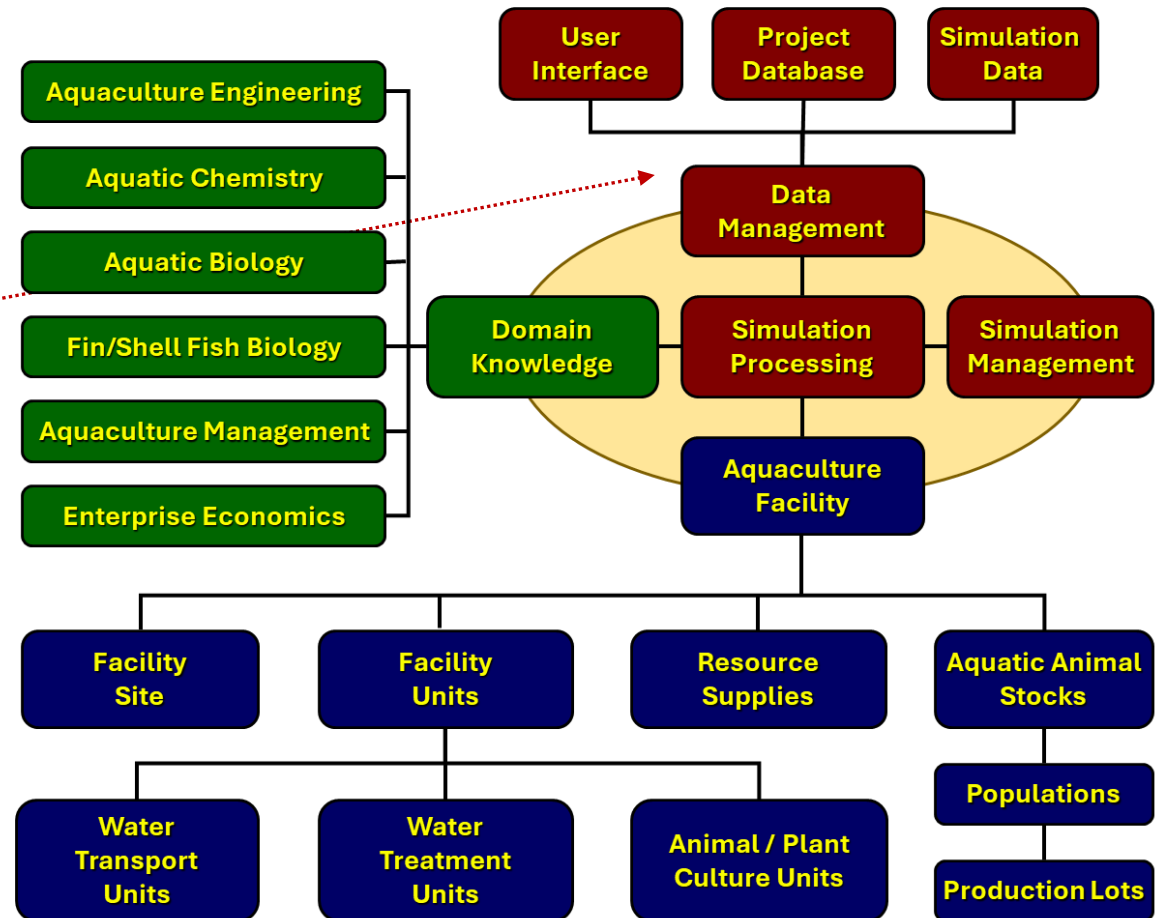 User
Interface
Project
Database
Simulation
Data
Aquaculture Engineering
Aquatic Chemistry
Aquatic Biology
Fin/Shell Fish Biology
Aquaculture Management
Enterprise Economics
Data
Management
Domain
Knowledge
Simulation
Processing
Simulation
Management
Aquaculture
Facility
Facility
Site
Facility
Units
Resource
Supplies
Aquatic Animal
Stocks
Populations
Production Lots
Water
Transport
Units
Water
Treatment
Units
Animal / Plant
Culture Units